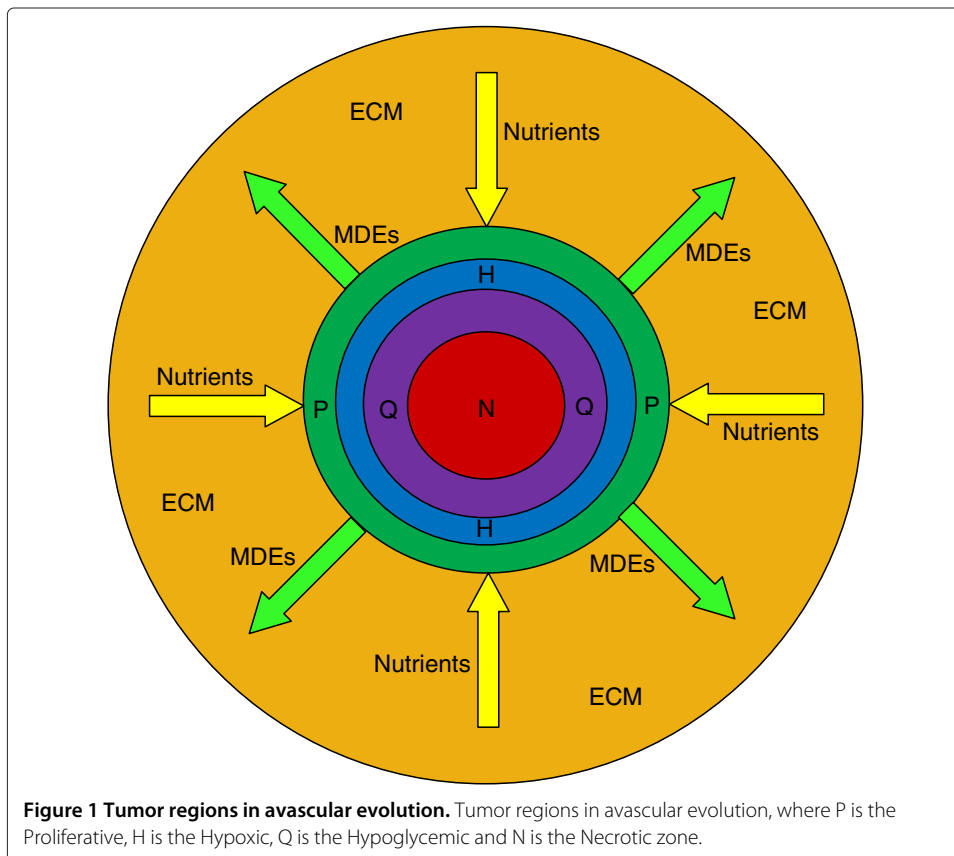 ECM
Nutrients
MDEs
MDEs
H
ECM
Nutrients
P
Q
N
Q
P
Nutrients
ECM
H
MDEs
MDEs
Nutrients
ECM
Figure 1 Tumor regions in avascular evolution. Tumor regions in avascular evolution, where P is the
Proliferative, H is the Hypoxic, Q is the Hypoglycemic and N is the Necrotic zone.